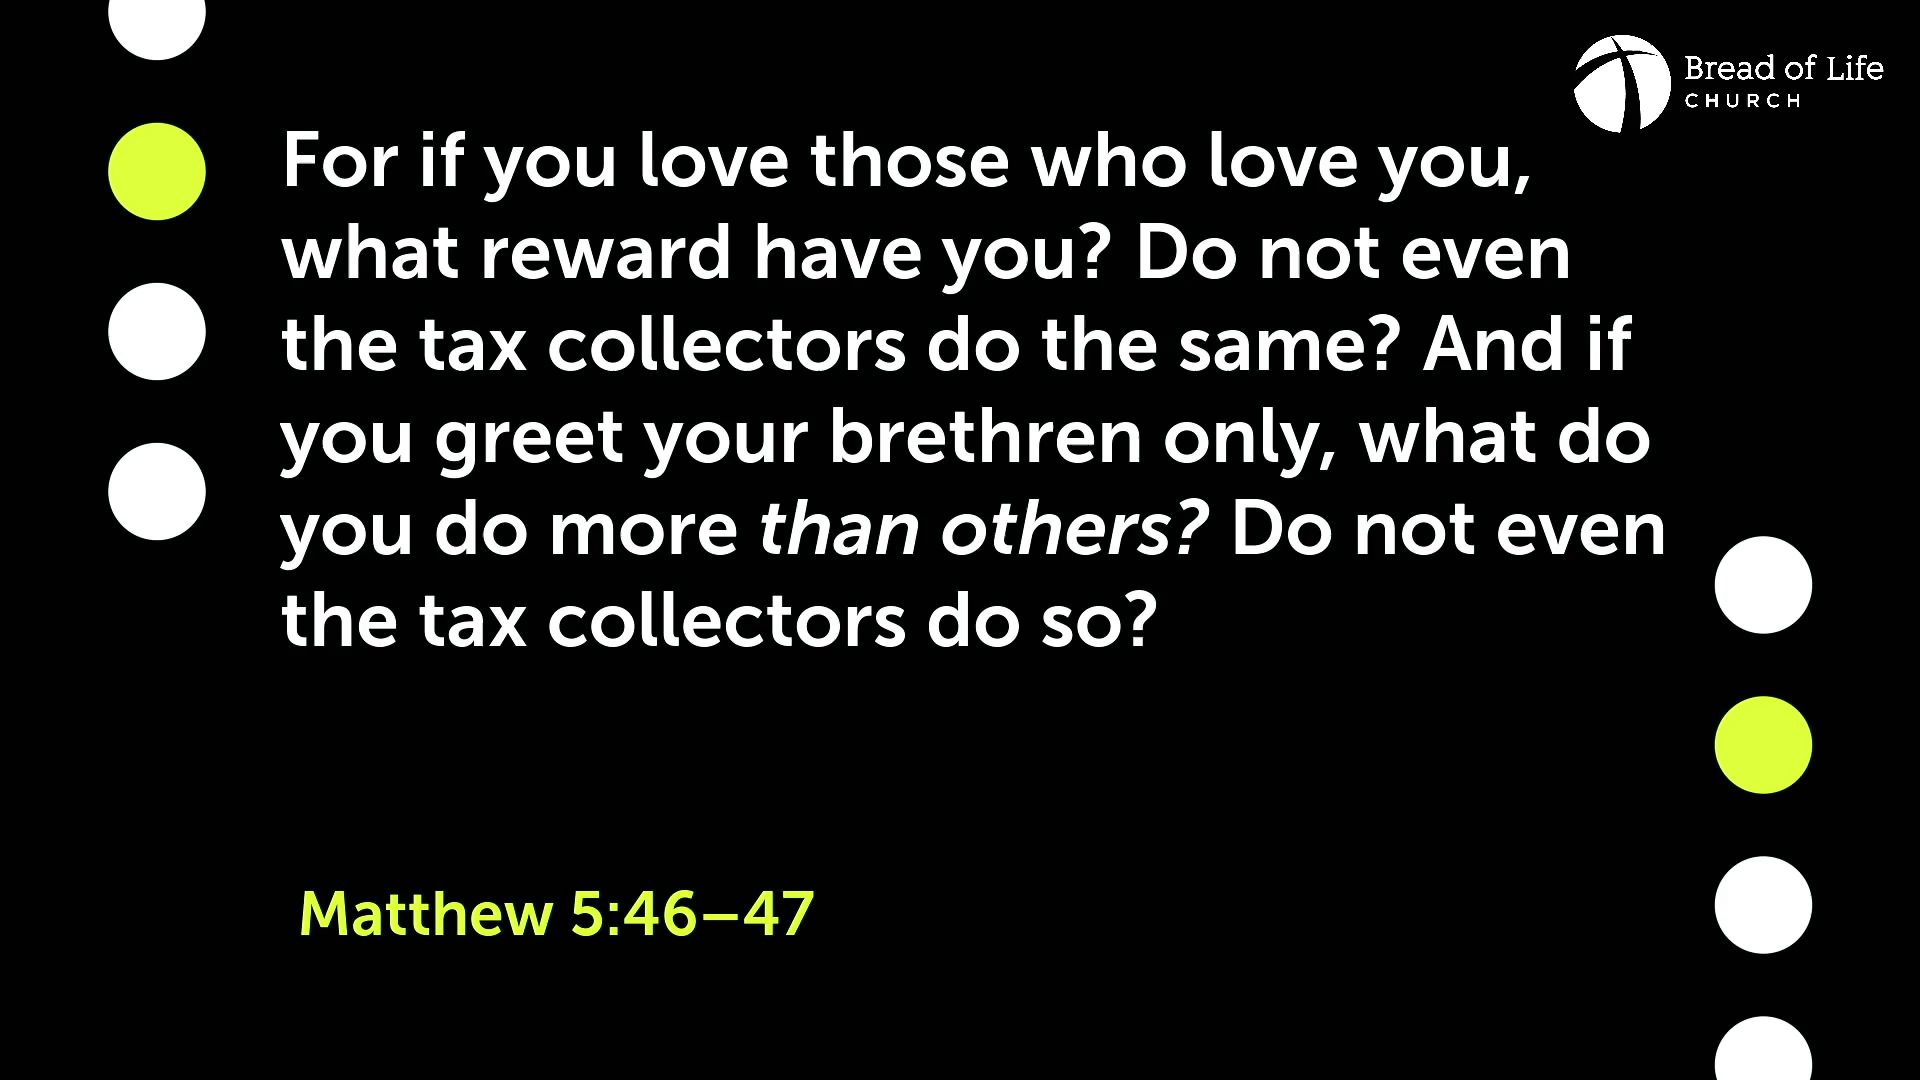 Bread of Life
CHURCH
For if you love those who love you,
what reward have you? Do not even
the tax collectors do the same? And if
you greet your brethren only, what do
you do more than others? Do not even
the tax collectors do so?
Matthew 5:46–47